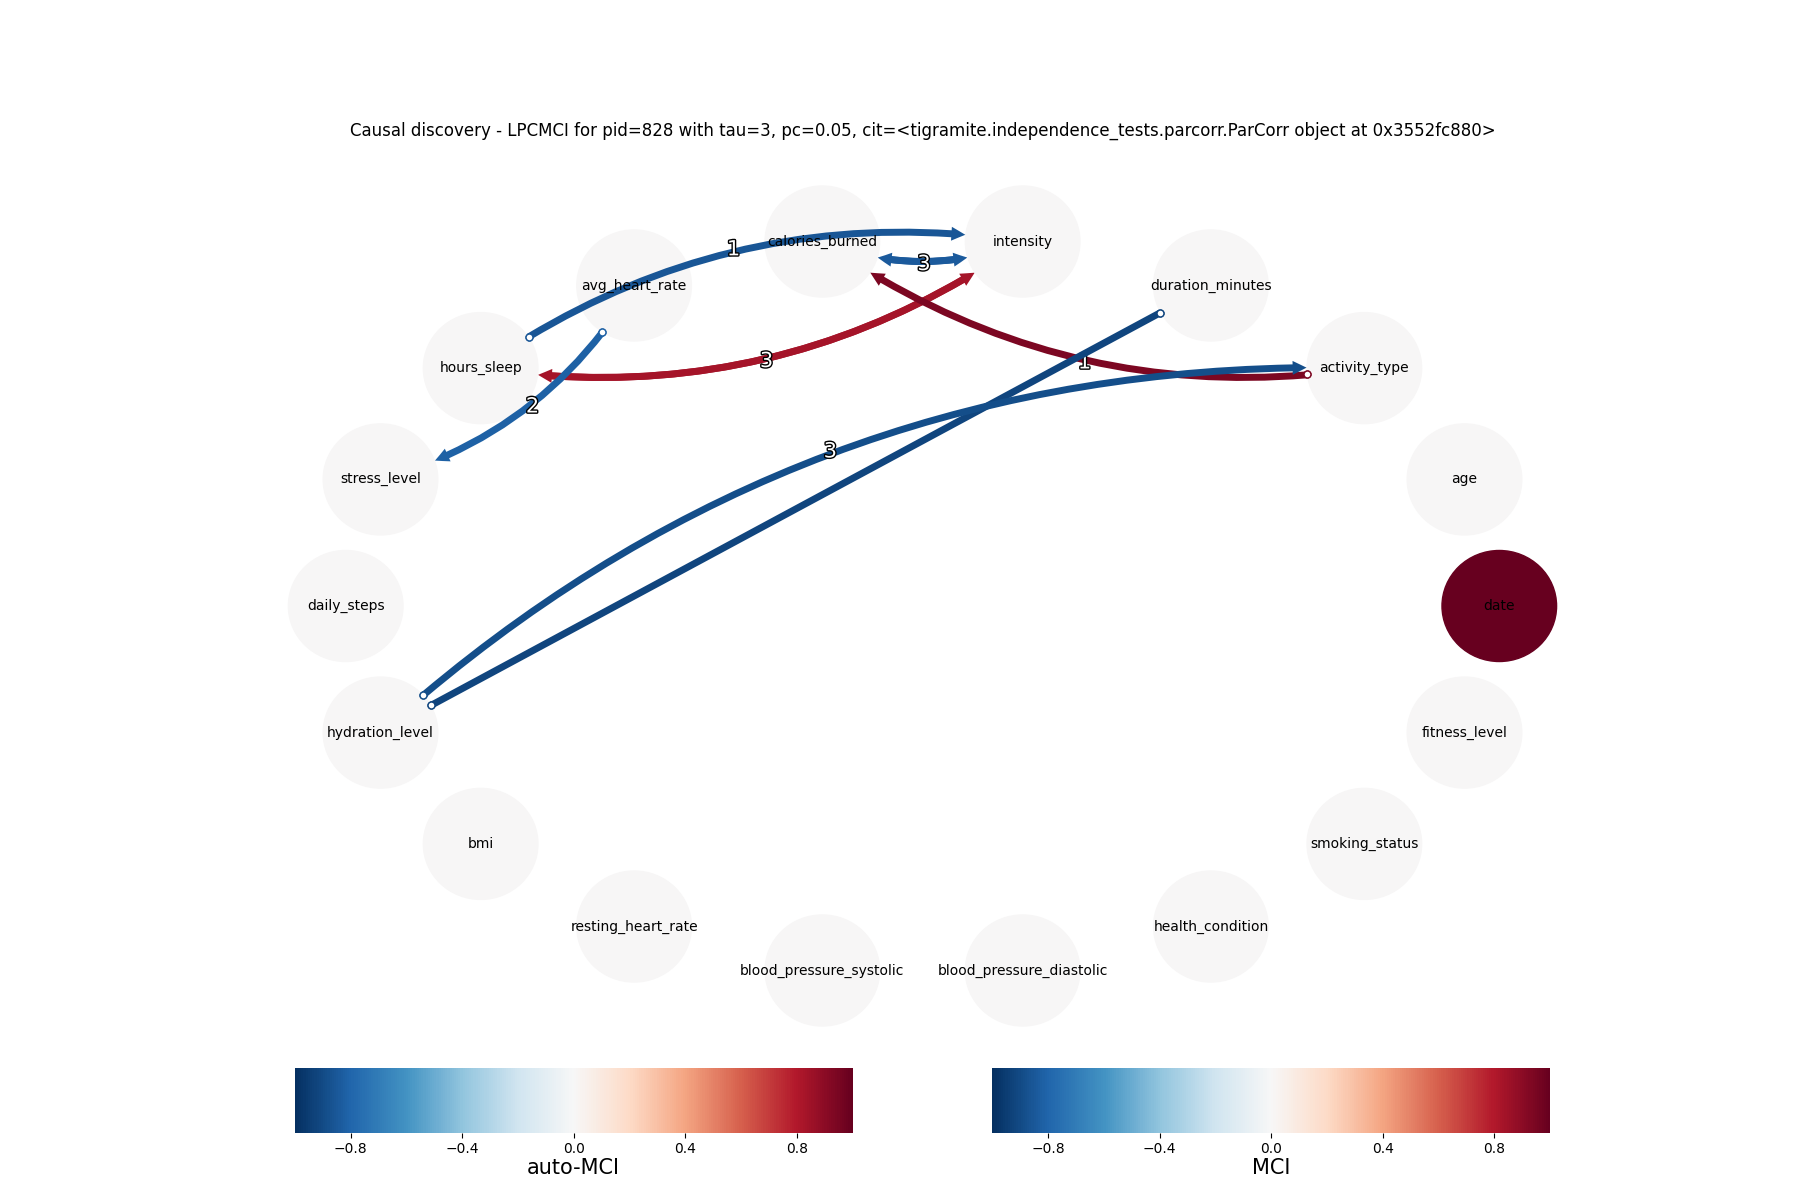 Causal discovery - LPCMCI for pid=828 with tau=3, pc=0.05, cit=<tigramite.independence_tests.parcorr.ParCorr object at 0x3552fc880>
calories_burned
intensity
1
3
avg_heart_rate
duration_minutes
hours_sleep
3
1
activity_type
2
3
stress_level
age
daily_steps
date
hydration_level
fitness_level
bmi
smoking_status
resting_heart_rate
health_condition
blood_pressure_systolic
blood_pressure_diastolic
−0.8 −0.4 0.0 0.4 0.8
auto-MCI
−0.8 −0.4 0.0 0.4 0.8
MCI